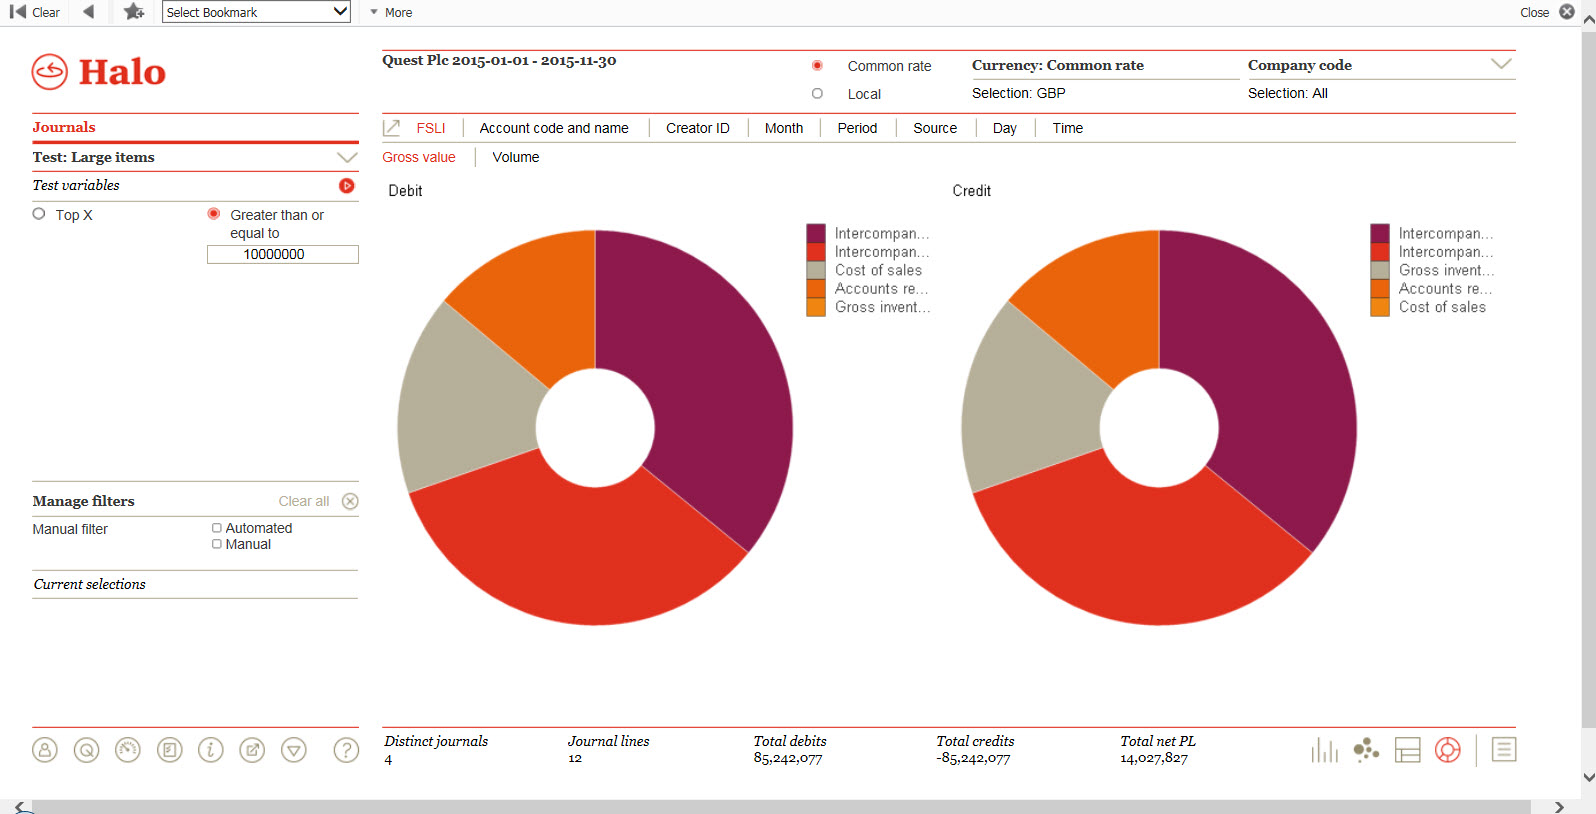 Clear Select Bookmark More Close
Halo
Quest Plc 2015-01-01 - 2015-11-30
Common rate
Local
Currency: Common rate
Selection: GBP
Company code
Selection: All
Journals
Test: Large items
Test variables
Top X
Greater than or
equal to
10000000
FSLI Account code and name Creator ID Month Period Source Day Time
Gross value Volume
Debit
Intercompan...
Intercompan...
Cost of sales
Accounts re...
Gross invent...
Credit
Intercompan...
Intercompan...
Gross invent...
Accounts re...
Cost of sales
Manage filters Clear all
Manual filter
Automated
Manual
Current selections
Distinct journals Journal lines Total debits Total credits Total net PL
4 12 85,242,077 -85,242,077 14,027,827